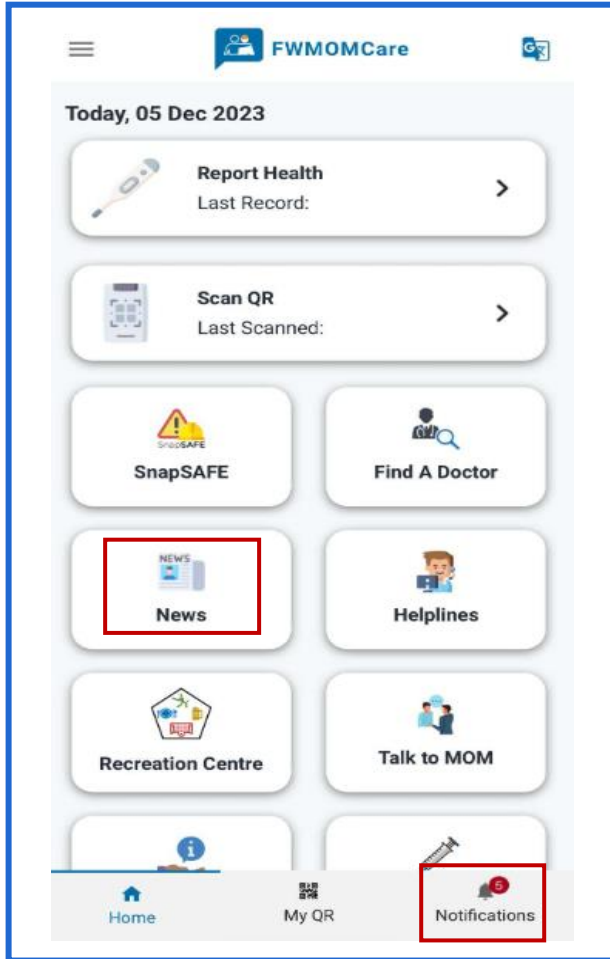 FWMOMCare
Today, 05 Dec 2023
Report Health
Last Record:
Scan QR
Last Scanned:
SnapSAFE
SnapSAFE
Find A Doctor
NEWS
News
Helplines
Recreation Centre
Talk to MOM
i
5
Home
My QR
Notifications